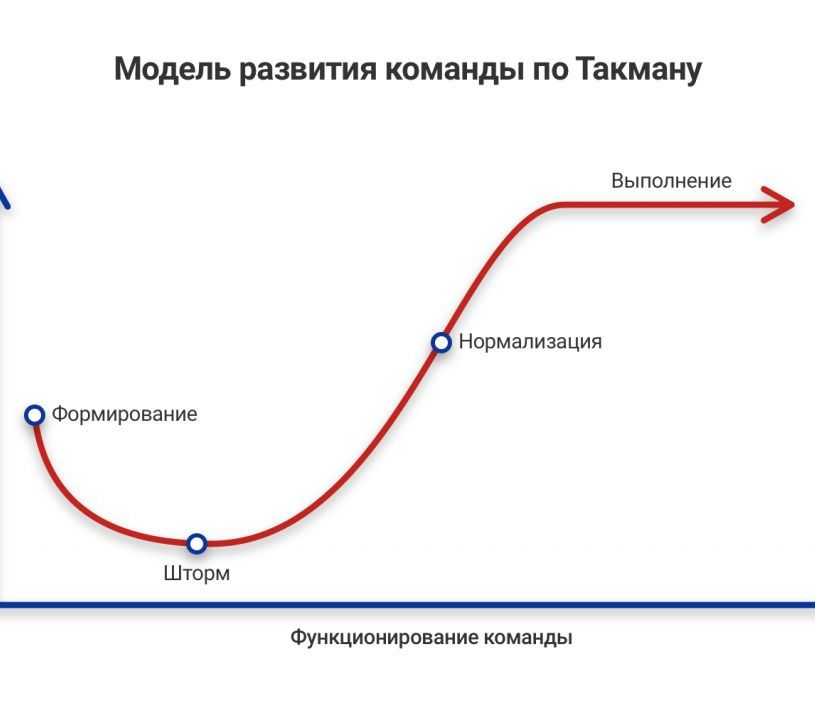 Модель развития команды по Такману
Выполнение
Нормализация
Формирование
Шторм
Функционирование команды